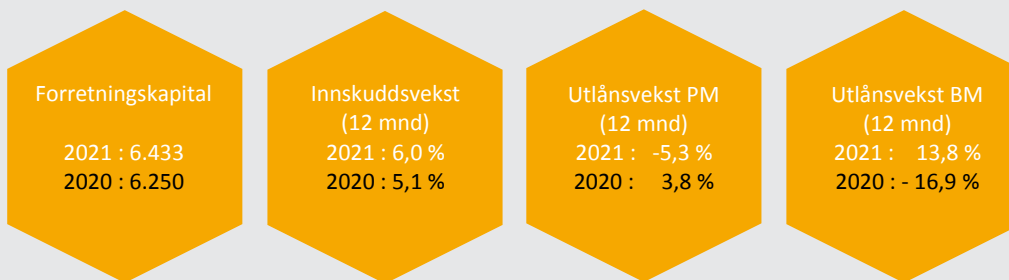 Forretningskapital
2021 : 6.433
2020 : 6.250
Innskuddsvekst
(12 mnd)
2021 : 6,0 %
2020 : 5,1 %
Utlånsvekst PM
(12 mnd)
2021 : -5,3 %
2020 : 3,8 %
Utlånsvekst BM
(12 mnd)
2021 : 13,8 %
2020 : - 16,9 %